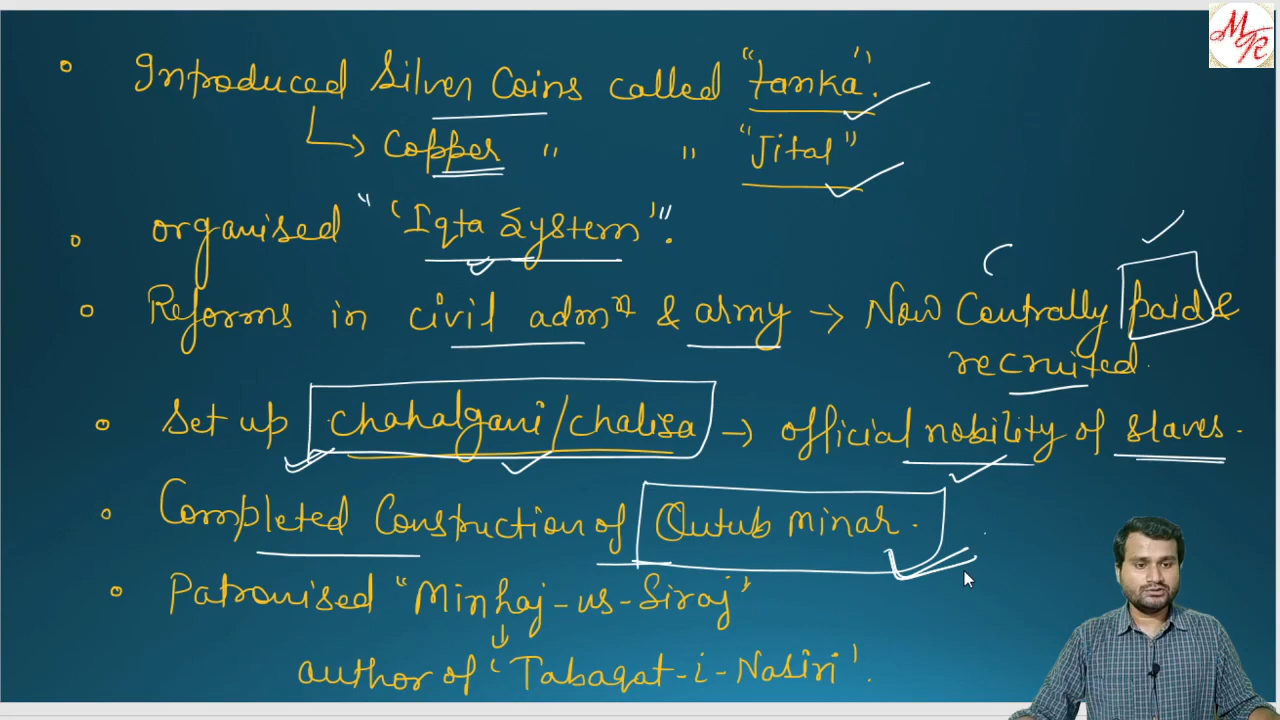 MR
• Introduced Silver Coins called "tanka".
↳ Copper " " "Jital"
• organised "'Iqta System'".
• Reforms in civil admⁿ & army → Now Centrally paid &
recruited.
• Set up chahalgani/chalisa → official nobility of slaves.
• Completed Construction of Qutub minar.
• Patronised "Minhaj-us-Siraj"
↓
author of 'Tabaqat-i-Nasiri'.